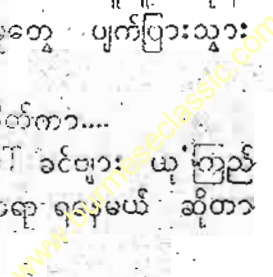 တွေ ပျက်ပြားသွား
ကာ....
ခင်ဗျား ယုံကြည်
ရာ ရနေမယ် ဆိုတာ
www.burmeseclassic.com